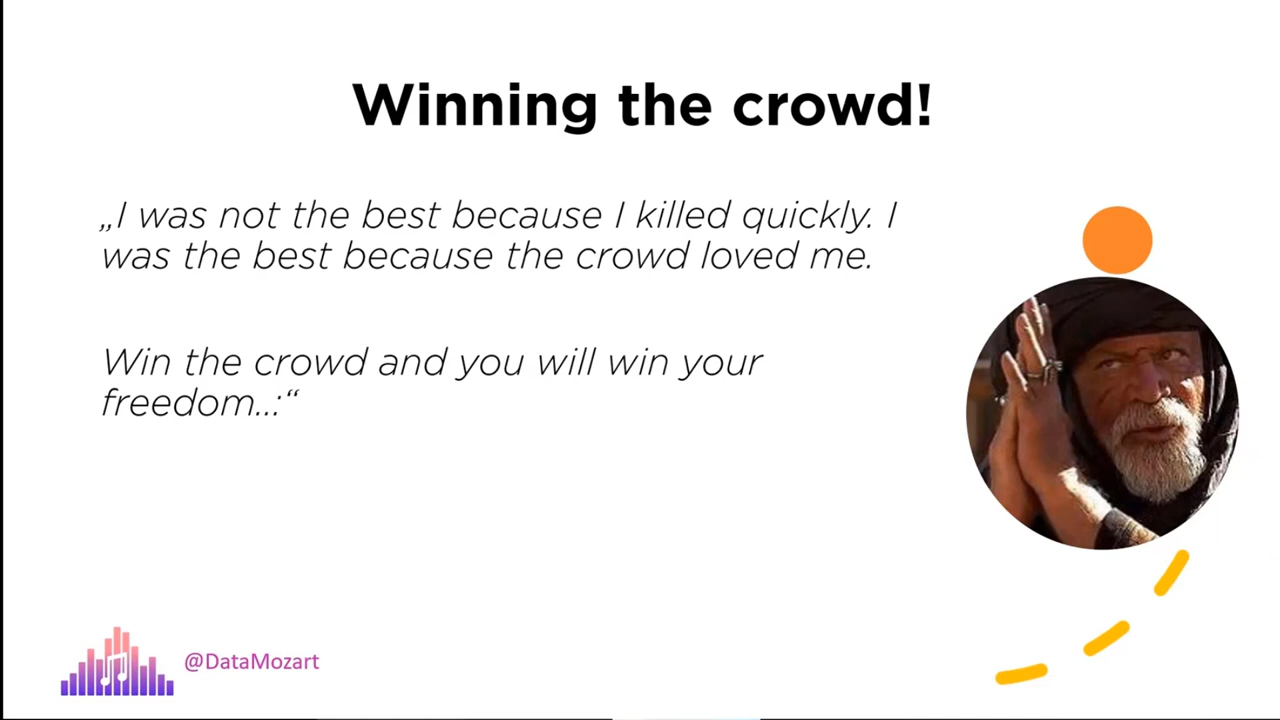 Winning the crowd!
„I was not the best because I killed quickly. I
was the best because the crowd loved me.
Win the crowd and you will win your
freedom..:“
@DataMozart